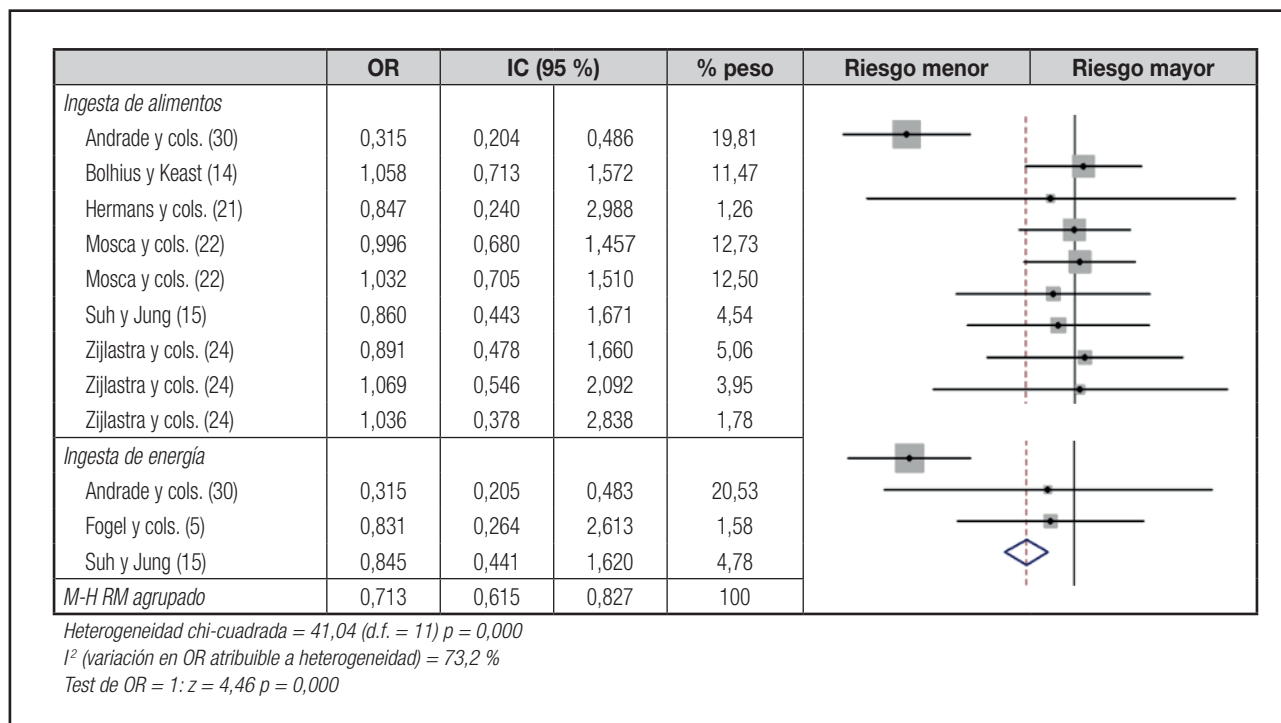 OR IC (95 %) % peso Riesgo menor Riesgo mayor
Ingesta de alimentos
Andrade y cols. (30) 0,315 0,204 0,486 19,81
Bolhius y Keast (14) 1,058 0,713 1,572 11,47
Hermans y cols. (21) 0,847 0,240 2,988 1,26
Mosca y cols. (22) 0,996 0,680 1,457 12,73
Mosca y cols. (22) 1,032 0,705 1,510 12,50
Suh y Jung (15) 0,860 0,443 1,671 4,54
Zijlastra y cols. (24) 0,891 0,478 1,660 5,06
Zijlastra y cols. (24) 1,069 0,546 2,092 3,95
Zijlastra y cols. (24) 1,036 0,378 2,838 1,78
Ingesta de energía
Andrade y cols. (30) 0,315 0,205 0,483 20,53
Fogel y cols. (5) 0,831 0,264 2,613 1,58
Suh y Jung (15) 0,845 0,441 1,620 4,78
M-H RM agrupado 0,713 0,615 0,827 100
Heterogeneidad chi-cuadrada = 41,04 (d.f. = 11) p = 0,000
I² (variación en OR atribuible a heterogeneidad) = 73,2 %
Test de OR = 1: z = 4,46 p = 0,000